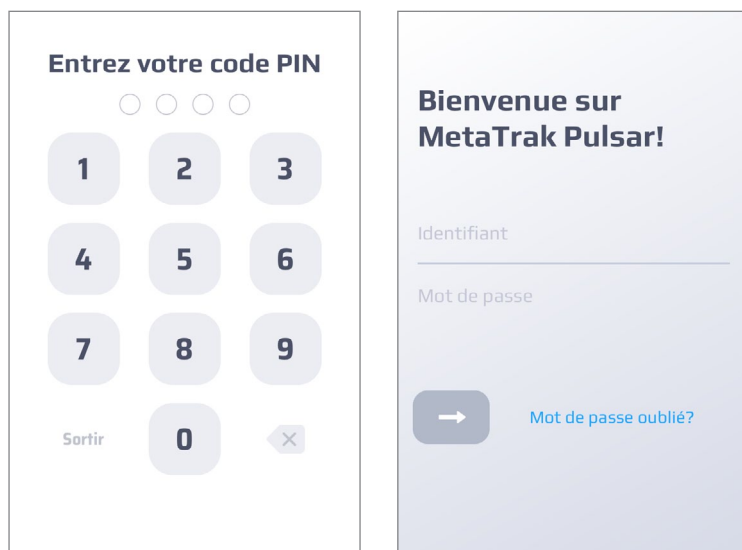 Entrez votre code PIN
1 2 3
4 5 6
7 8 9
Sortir 0
Bienvenue sur
MetaTrak Pulsar!
Identifiant
Mot de passe
Mot de passe oublié?